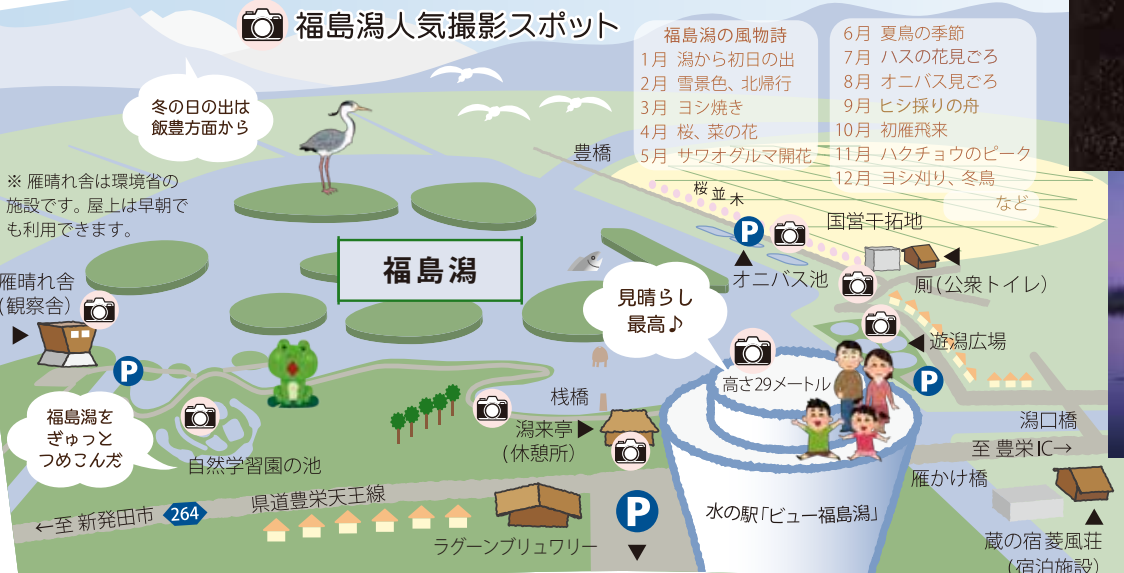 福島潟人気撮影スポット
冬の日の出は
飯豊方面から
※ 雁晴れ舎は環境省の
施設です。屋上は早朝で
も利用できます。
福島潟の風物詩
1月 潟から初日の出
2月 雪景色、北帰行
3月 ヨシ焼き
4月 桜、菜の花
5月 サワオグルマ開花
6月 夏鳥の季節
7月 ハスの花見ごろ
8月 オニバス見ごろ
9月 ヒシ採りの舟
10月 初雁飛来
11月 ハクチョウのピーク
12月 ヨシ刈り、冬鳥
など
豊橋
桜並木
P
国営干拓地
オニバス池
厠(公衆トイレ)
福島潟
雁晴れ舎
(観察舎)
P
見晴らし
最高♪
高さ29メートル
遊潟広場
P
福島潟を
ぎゅっと
つめこんだ
自然学習園の池
桟橋
潟来亭
(休憩所)
潟口橋
至 豊栄IC→
雁かけ橋
←至 新発田市 264 県道豊栄天王線
ラグーンブリュワリー
P
水の駅「ビュー福島潟」
蔵の宿 菱風荘
(宿泊施設)